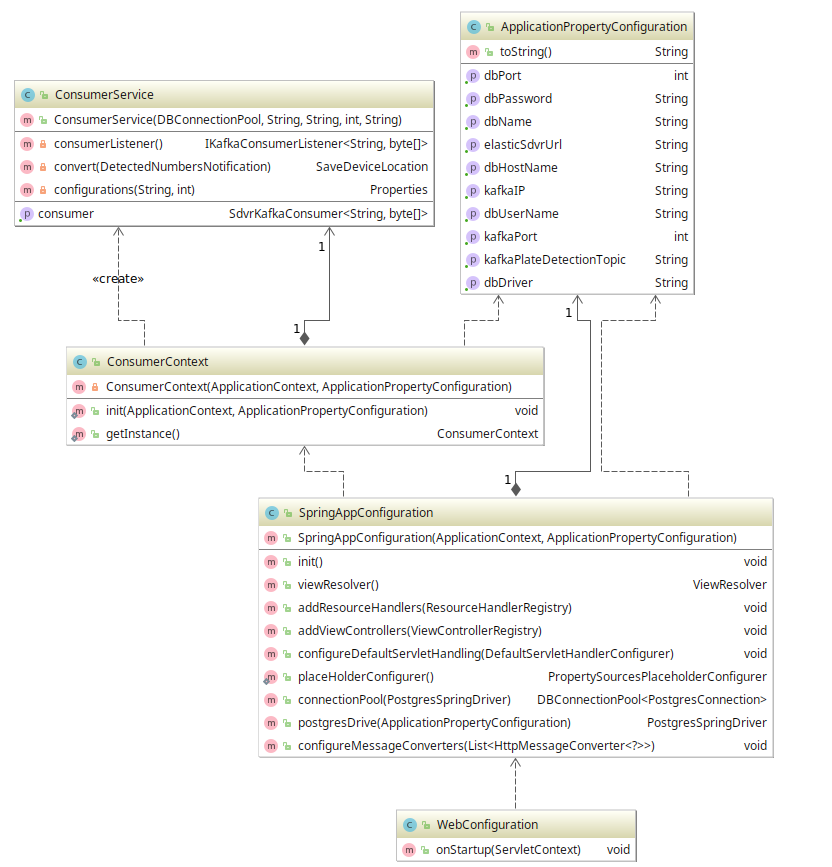 ApplicationPropertyConfiguration
toString() String
dbPort int
dbPassword String
dbName String
elasticSdvrUrl String
dbHostName String
kafkaIP String
dbUserName String
kafkaPort int
kafkaPlateDetectionTopic String
dbDriver String
ConsumerService
ConsumerService(DBConnectionPool, String, String, int, String)
consumerListener() IKafkaConsumerListener<String, byte[]>
convert(DetectedNumbersNotification) SaveDeviceLocation
configurations(String, int) Properties
consumer SdvrKafkaConsumer<String, byte[]>
1
«create»
1
1
ConsumerContext
ConsumerContext(ApplicationContext, ApplicationPropertyConfiguration)
init(ApplicationContext, ApplicationPropertyConfiguration) void
getInstance() ConsumerContext
1
SpringAppConfiguration
SpringAppConfiguration(ApplicationContext, ApplicationPropertyConfiguration)
init() void
viewResolver() ViewResolver
addResourceHandlers(ResourceHandlerRegistry) void
addViewControllers(ViewControllerRegistry) void
configureDefaultServletHandling(DefaultServletHandlerConfigurer) void
placeHolderConfigurer() PropertySourcesPlaceholderConfigurer
connectionPool(PostgresSpringDriver) DBConnectionPool<PostgresConnection>
postgresDrive(ApplicationPropertyConfiguration) PostgresSpringDriver
configureMessageConverters(List<HttpMessageConverter<?>>) void
WebConfiguration
onStartup(ServletContext) void